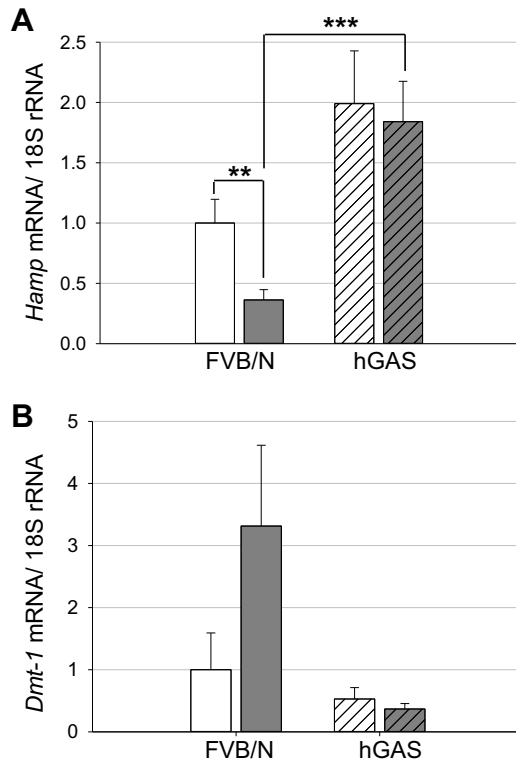 A
***
**
Hamp mRNA/ 18S rRNA
2.5
2.0
1.5
1.0
0.5
0.0
FVB/N hGAS
B
Dmt-1 mRNA/ 18S rRNA
5
4
3
2
1
0
FVB/N hGAS